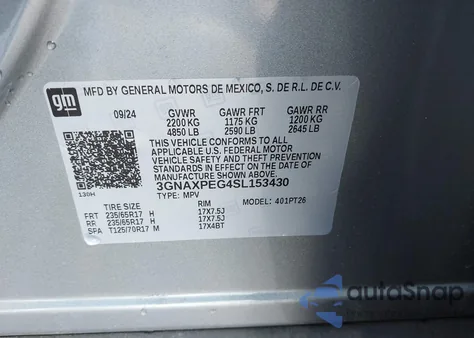 gm
MFD BY GENERAL MOTORS DE MEXICO, S. DE R.L. DE C.V.
09/24 GVWR GAWR FRT GAWR RR
2200 KG 1175 KG 1200 KG
4850 LB 2590 LB 2645 LB
THIS VEHICLE CONFORMS TO ALL
APPLICABLE U.S. FEDERAL MOTOR
VEHICLE SAFETY, BUMPER, AND THEFT
PREVENTION STANDARDS IN EFFECT
ON THE DATE OF MANUFACTURE
SHOWN ABOVE.
3GNAXPEG4SL153430
TYPE: MPV MODEL: 401PT26
TIRE SIZE RIM
FRT 235/65R17 H 17X7.5J
RR 235/65R17 H 17X7.5J
SPA T125/70R17 M 17X4BT
autoSnap